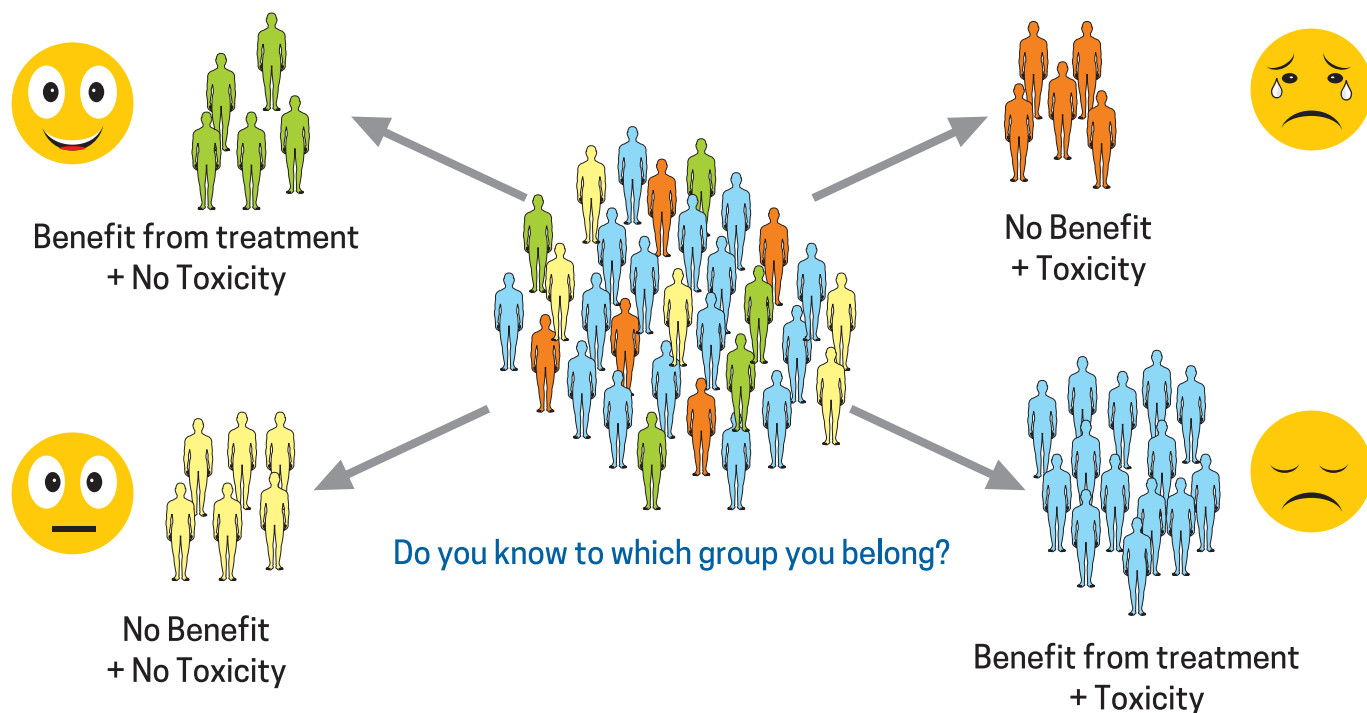 Benefit from treatment
+ No Toxicity
No Benefit
+ Toxicity
Do you know to which group you belong?
No Benefit
+ No Toxicity
Benefit from treatment
+ Toxicity